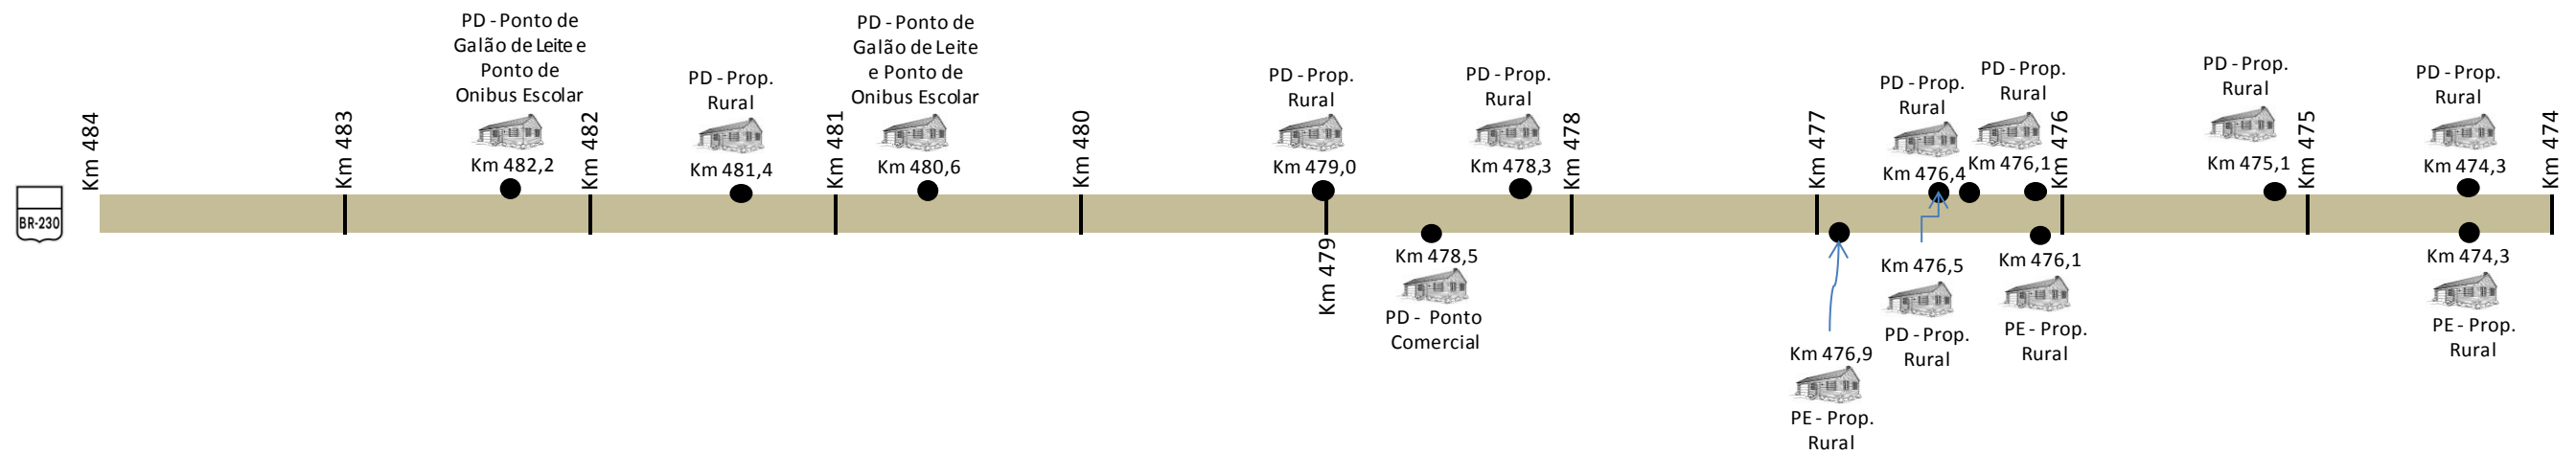 PD - Ponto de
Galão de Leite e
Ponto de
Onibus Escolar
Km 482,2
PD - Prop.
Rural
Km 481,4
PD - Ponto de
Galão de Leite
e Ponto de
Onibus Escolar
Km 480,6
PD - Prop.
Rural
Km 479,0
PD - Prop.
Rural
Km 478,3
PD - Prop.
Rural
Km 476,4
PD - Prop.
Rural
Km 476,1
PD - Prop.
Rural
Km 475,1
PD - Prop.
Rural
Km 474,3
Km 484
Km 483
Km 482
Km 481
Km 480
Km 479
Km 478
Km 477
Km 476
Km 475
Km 474
BR-230
Km 478,5
PD - Ponto
Comercial
Km 476,9
PE - Prop.
Rural
Km 476,5
PD - Prop.
Rural
Km 476,1
PE - Prop.
Rural
Km 474,3
PE - Prop.
Rural